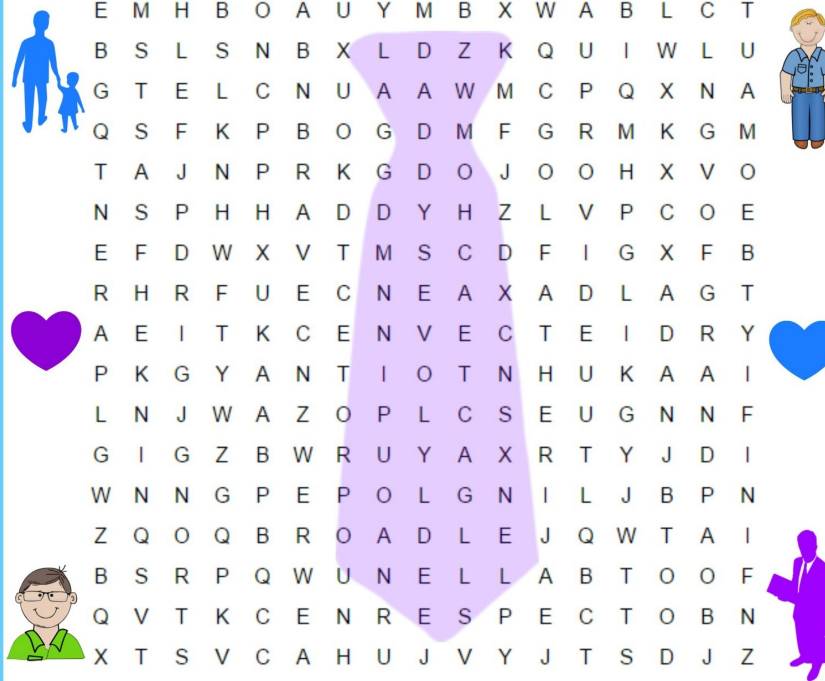 E M H B O A U Y M B X W A B L C T
B S L S N B X L D Z K Q U I W L U
G T E L C N U A A W M C P Q X N A
Q S F K P B O G D M F G R M K G M
T A J N P R K G D O J O O H X V O
N S P H H A D D Y H Z L V P C O E
E F D W X V T M S C D F I G X F B
R H R F U E C N E A X A D L A G T
A E I T K C E N V E C T E I D R Y
P K G Y A N T I O T N H U K A A I
L N J W A Z O P L C S E U G N N F
G I G Z B W R U Y A X R T Y J D I
W N N G P E P O L G N I L J B P N
Z Q O Q B R O A D L E J Q W T A I
B S R P Q W U N E L L A B T O O F
Q V T K C E N R E S P E C T O B N
X T S V C A H U J V Y J T S D J Z